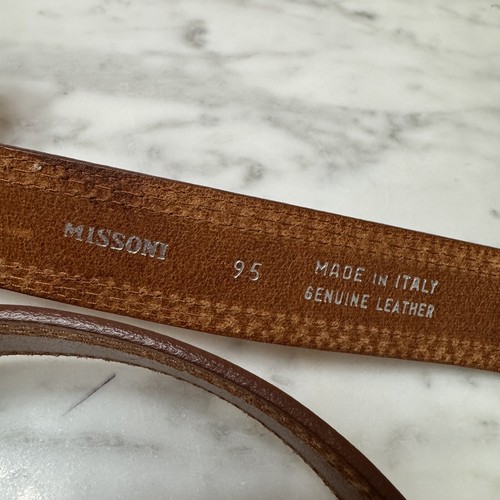 MISSONI
95
MADE IN ITALY
GENUINE LEATHER